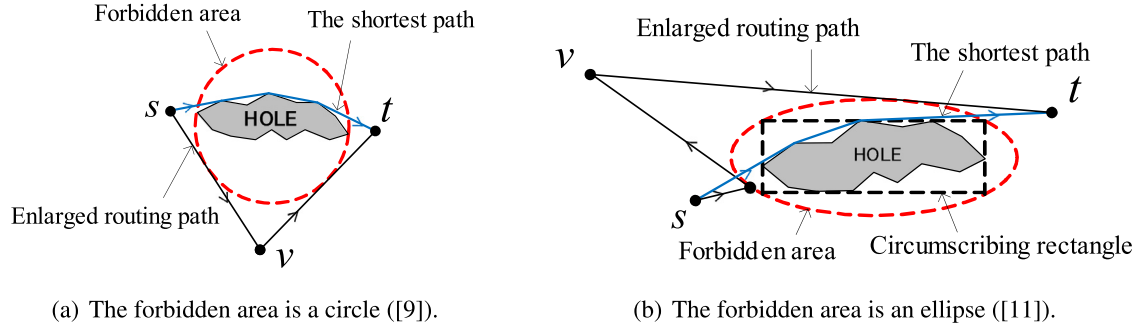 Forbidden area
The shortest path
s
HOLE
t
Enlarged routing path
v
(a) The forbidden area is a circle ([9]).
Enlarged routing path
The shortest path
v
t
HOLE
s
Forbidden area
Circumscribing rectangle
(b) The forbidden area is an ellipse ([11]).